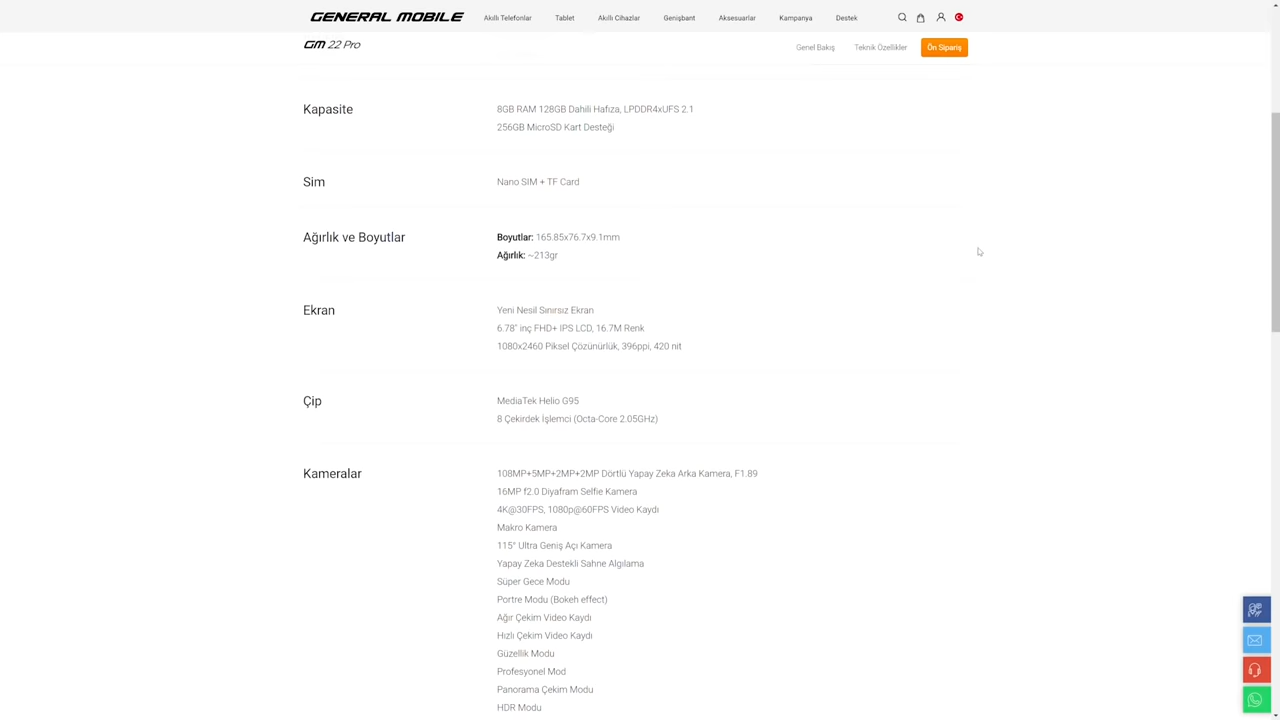 GENERAL MOBILE
Akıllı Telefonlar
Tablet
Akıllı Cihazlar
Genişbant
Aksesuarlar
Kampanya
Destek
GM 22 Pro
Genel Bakış
Teknik Özellikler
Ön Sipariş
Kapasite
8GB RAM 128GB Dahili Hafıza, LPDDR4xUFS 2.1
256GB MicroSD Kart Desteği
Sim
Nano SIM + TF Card
Ağırlık ve Boyutlar
Boyutlar: 165.85x76.7x9.1mm
Ağırlık: ~213gr
Ekran
Yeni Nesil Sınırsız Ekran
6.78" inç FHD+ IPS LCD, 16.7M Renk
1080x2460 Piksel Çözünürlük, 396ppi, 420 nit
Çip
MediaTek Helio G95
8 Çekirdek İşlemci (Octa-Core 2.05GHz)
Kameralar
108MP+5MP+2MP+2MP Dörtlü Yapay Zeka Arka Kamera, F1.89
16MP f2.0 Diyafram Selfie Kamera
4K@30FPS, 1080p@60FPS Video Kaydı
Makro Kamera
115° Ultra Geniş Açı Kamera
Yapay Zeka Destekli Sahne Algılama
Süper Gece Modu
Portre Modu (Bokeh effect)
Ağır Çekim Video Kaydı
Hızlı Çekim Video Kaydı
Güzellik Modu
Profesyonel Mod
Panorama Çekim Modu
HDR Modu